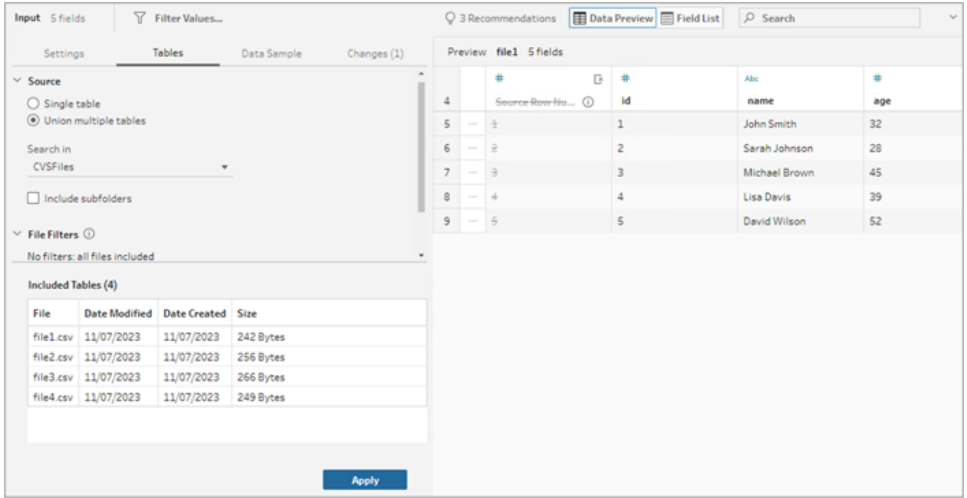 Input 5 fields Filter Values... 3 Recommendations Data Preview Field List Search
Settings Tables Data Sample Changes (1)
Source
Single table
Union multiple tables
Search in
CVSFiles
Include subfolders
File Filters
No filters: all files included
Included Tables (4)
File Date Modified Date Created Size
file1.csv 11/07/2023 11/07/2023 242 Bytes
file2.csv 11/07/2023 11/07/2023 256 Bytes
file3.csv 11/07/2023 11/07/2023 266 Bytes
file4.csv 11/07/2023 11/07/2023 249 Bytes
Apply
Preview file1 5 fields
# # Abc #
4 Source Row Nu... id name age
5 1 1 John Smith 32
6 2 2 Sarah Johnson 28
7 3 3 Michael Brown 45
8 4 4 Lisa Davis 39
9 5 5 David Wilson 52